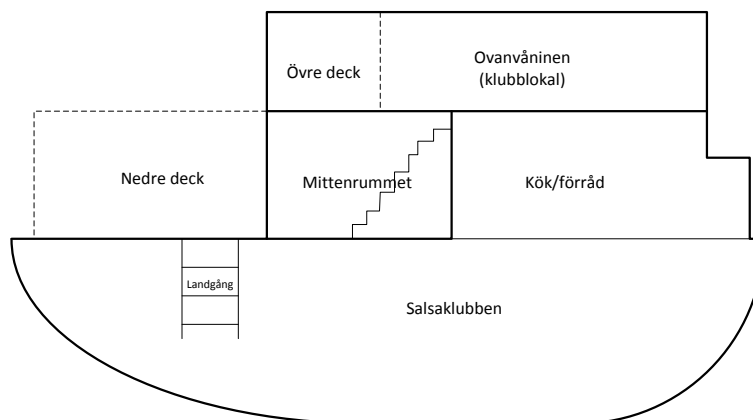 Övre deck
Ovanvåninen
(klubblokal)
Nedre deck
Mittenrummet
Kök/förråd
Landgång
Salsaklubben